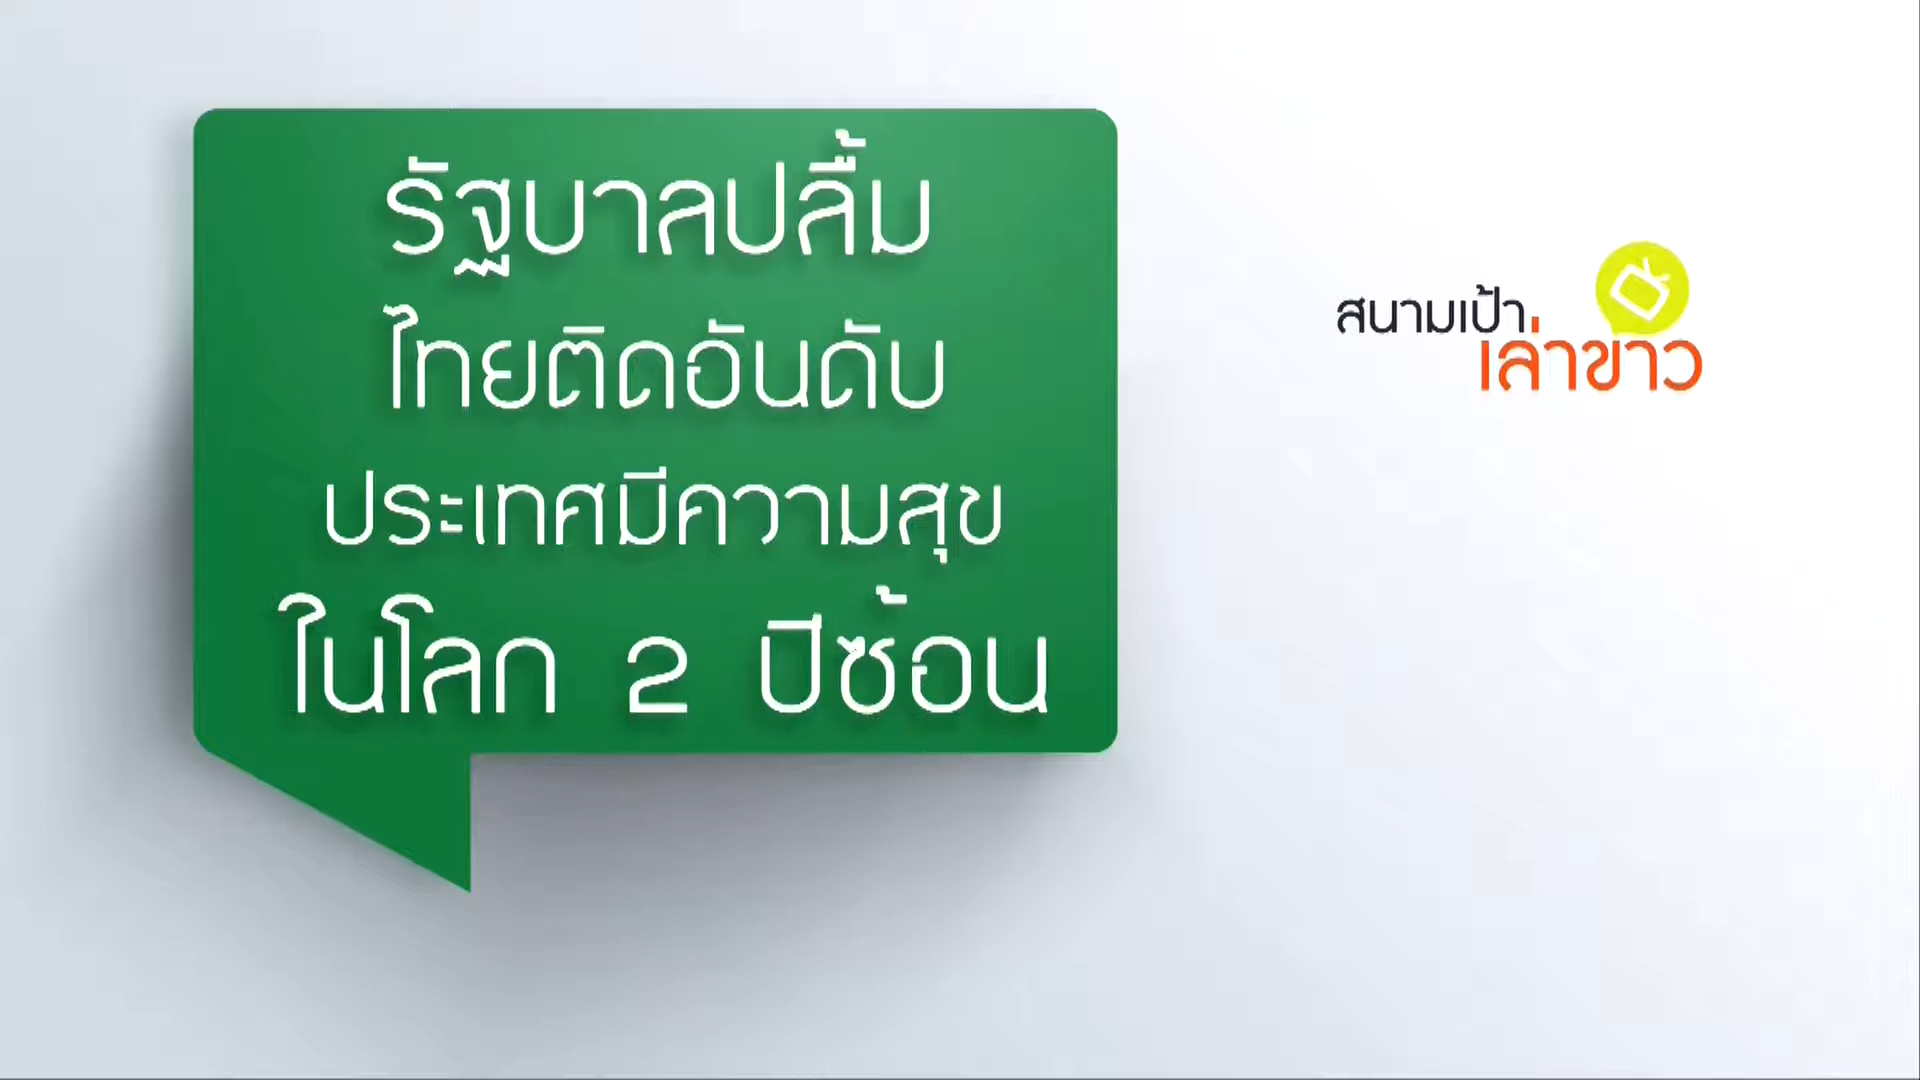 รัฐบาลปลื้ม
ไทยติดอันดับ
ประเทศมีความสุข
ในโลก 2 ปีซ้อน
สนามเป้า
เล่าข่าว